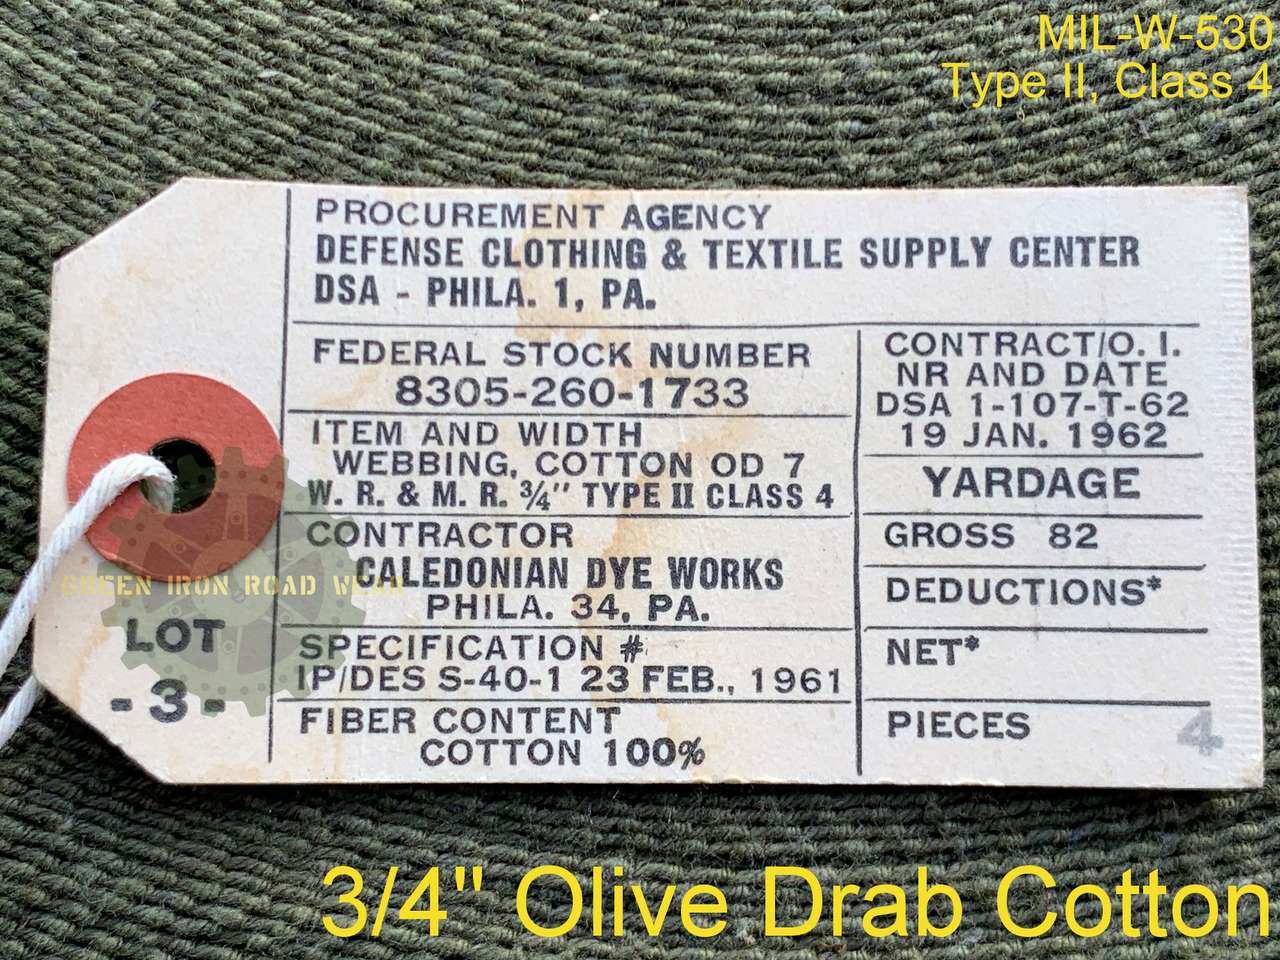 MIL-W-530
Type II, Class 4
PROCUREMENT AGENCY
DEFENSE CLOTHING & TEXTILE SUPPLY CENTER
DSA - PHILA. 1, PA.
FEDERAL STOCK NUMBER
8305-260-1733
ITEM AND WIDTH
WEBBING, COTTON OD 7
W. R. & M. R. ¾" TYPE II CLASS 4
CONTRACTOR
CALEDONIAN DYE WORKS
PHILA. 34, PA.
SPECIFICATION #
IP/DES S-40-1 23 FEB., 1961
FIBER CONTENT
COTTON 100%
CONTRACT/O. I.
NR AND DATE
DSA 1-107-T-62
19 JAN. 1962
YARDAGE
GROSS 82
DEDUCTIONS*
NET*
PIECES
4
LOT
- 3 -
GREEN IRON ROAD WEAR
3/4" Olive Drab Cotton